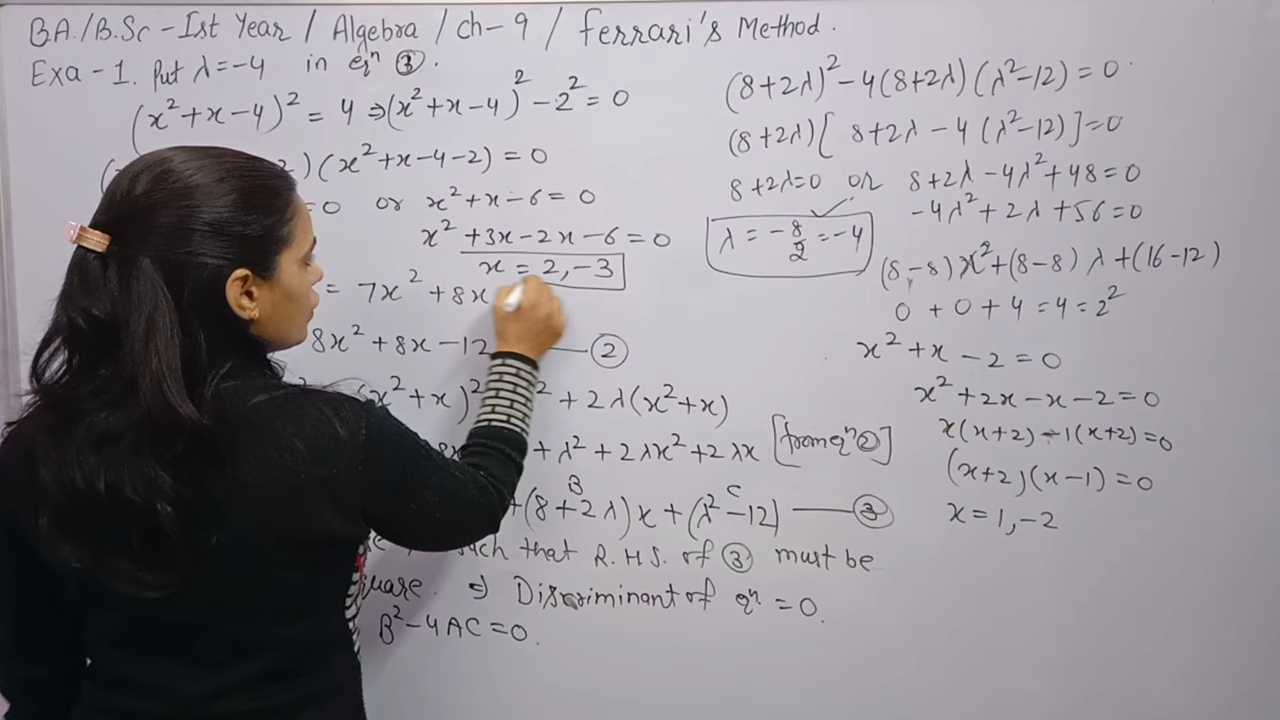 BA./B.Sc - Ist Year / Algebra / ch-9 / Ferrari's Method.
Exa-1. Put λ=-4 in eqⁿ ③.
(x²+x-4)² = 4 ⇒(x²+x-4)² - 2² = 0
)(x²+x-4-2) = 0
=0 or x²+x-6=0
x²+3x-2x-6=0
x = 2,-3
= 7x²+8x
8x²+8x-12 — ②
(x²+x)² ² + 2λ(x²+x)
+ λ²+2λx²+2λx [from eqⁿ②]
B C
+(8+2λ)x+(λ²-12) — ③
such that R.H.S. of ③ must be
⇒ Discriminant of eqⁿ = 0.
B²-4AC=0.
(8+2λ)²-4(8+2λ)(λ²-12)=0
(8+2λ)[8+2λ-4(λ²-12)]=0
8+2λ=0 or 8+2λ-4λ²+48=0
-4λ²+2λ+56=0
λ=-8/2=-4
(8-8)x²+(8-8)λ+(16-12)
0+0+4=4=2²
x²+x-2=0
x²+2x-x-2=0
x(x+2)-1(x+2)=0
(x+2)(x-1)=0
x=1,-2